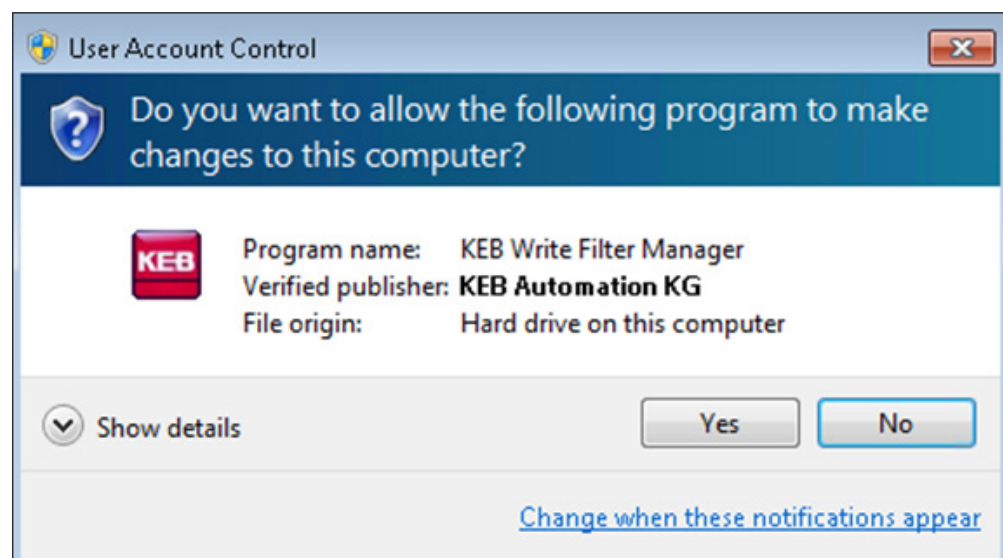 User Account Control
Do you want to allow the following program to make
changes to this computer?
KEB
Program name: KEB Write Filter Manager
Verified publisher: KEB Automation KG
File origin: Hard drive on this computer
Show details
Yes No
Change when these notifications appear